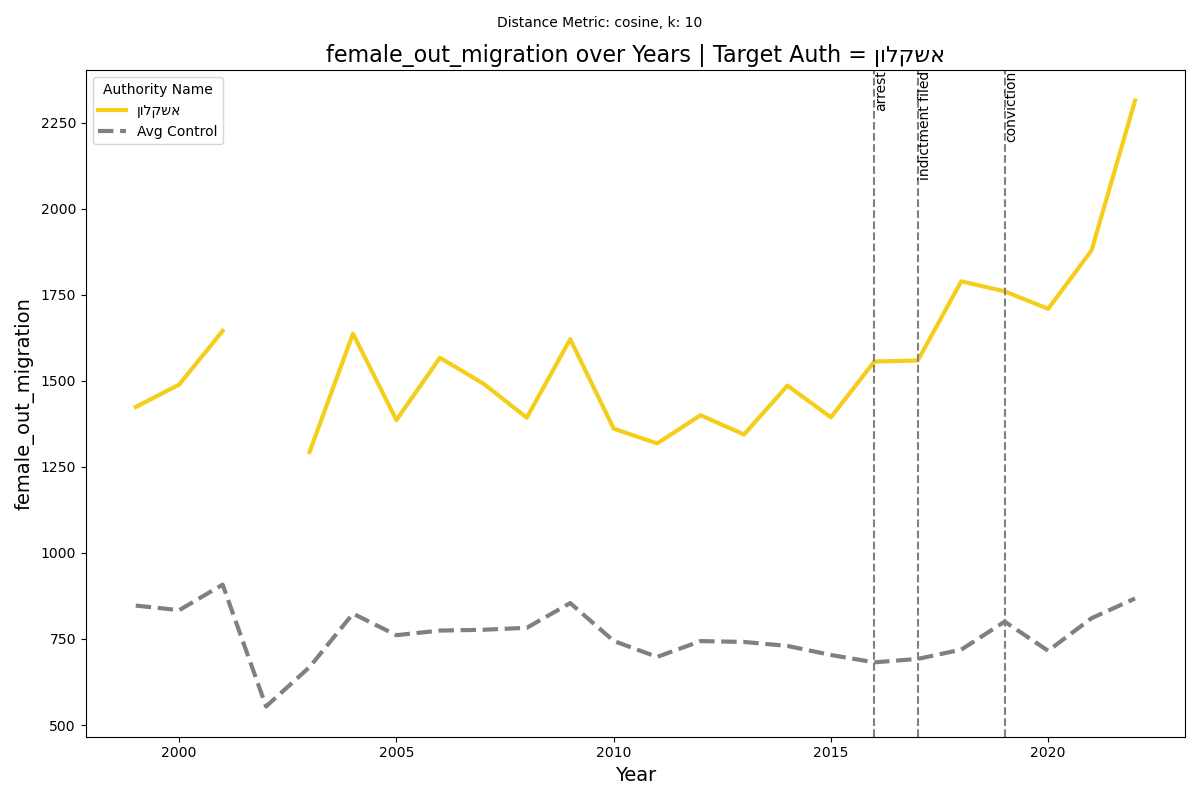 Distance Metric: cosine, k: 10
female_out_migration over Years | Target Auth = אשקלון
Authority Name
אשקלון
Avg Control
arrest
indictment filed
conviction
female_out_migration
2250
2000
1750
1500
1250
1000
750
500
2000 2005 2010 2015 2020
Year